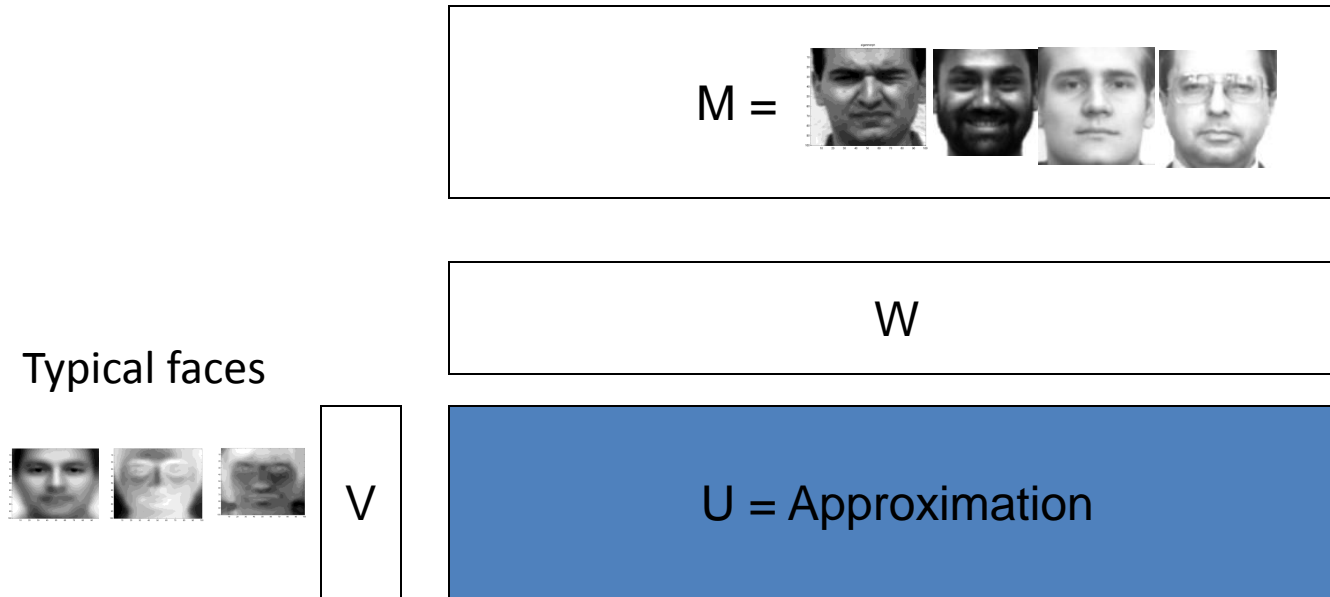 M =
W
Typical faces
V
U = Approximation